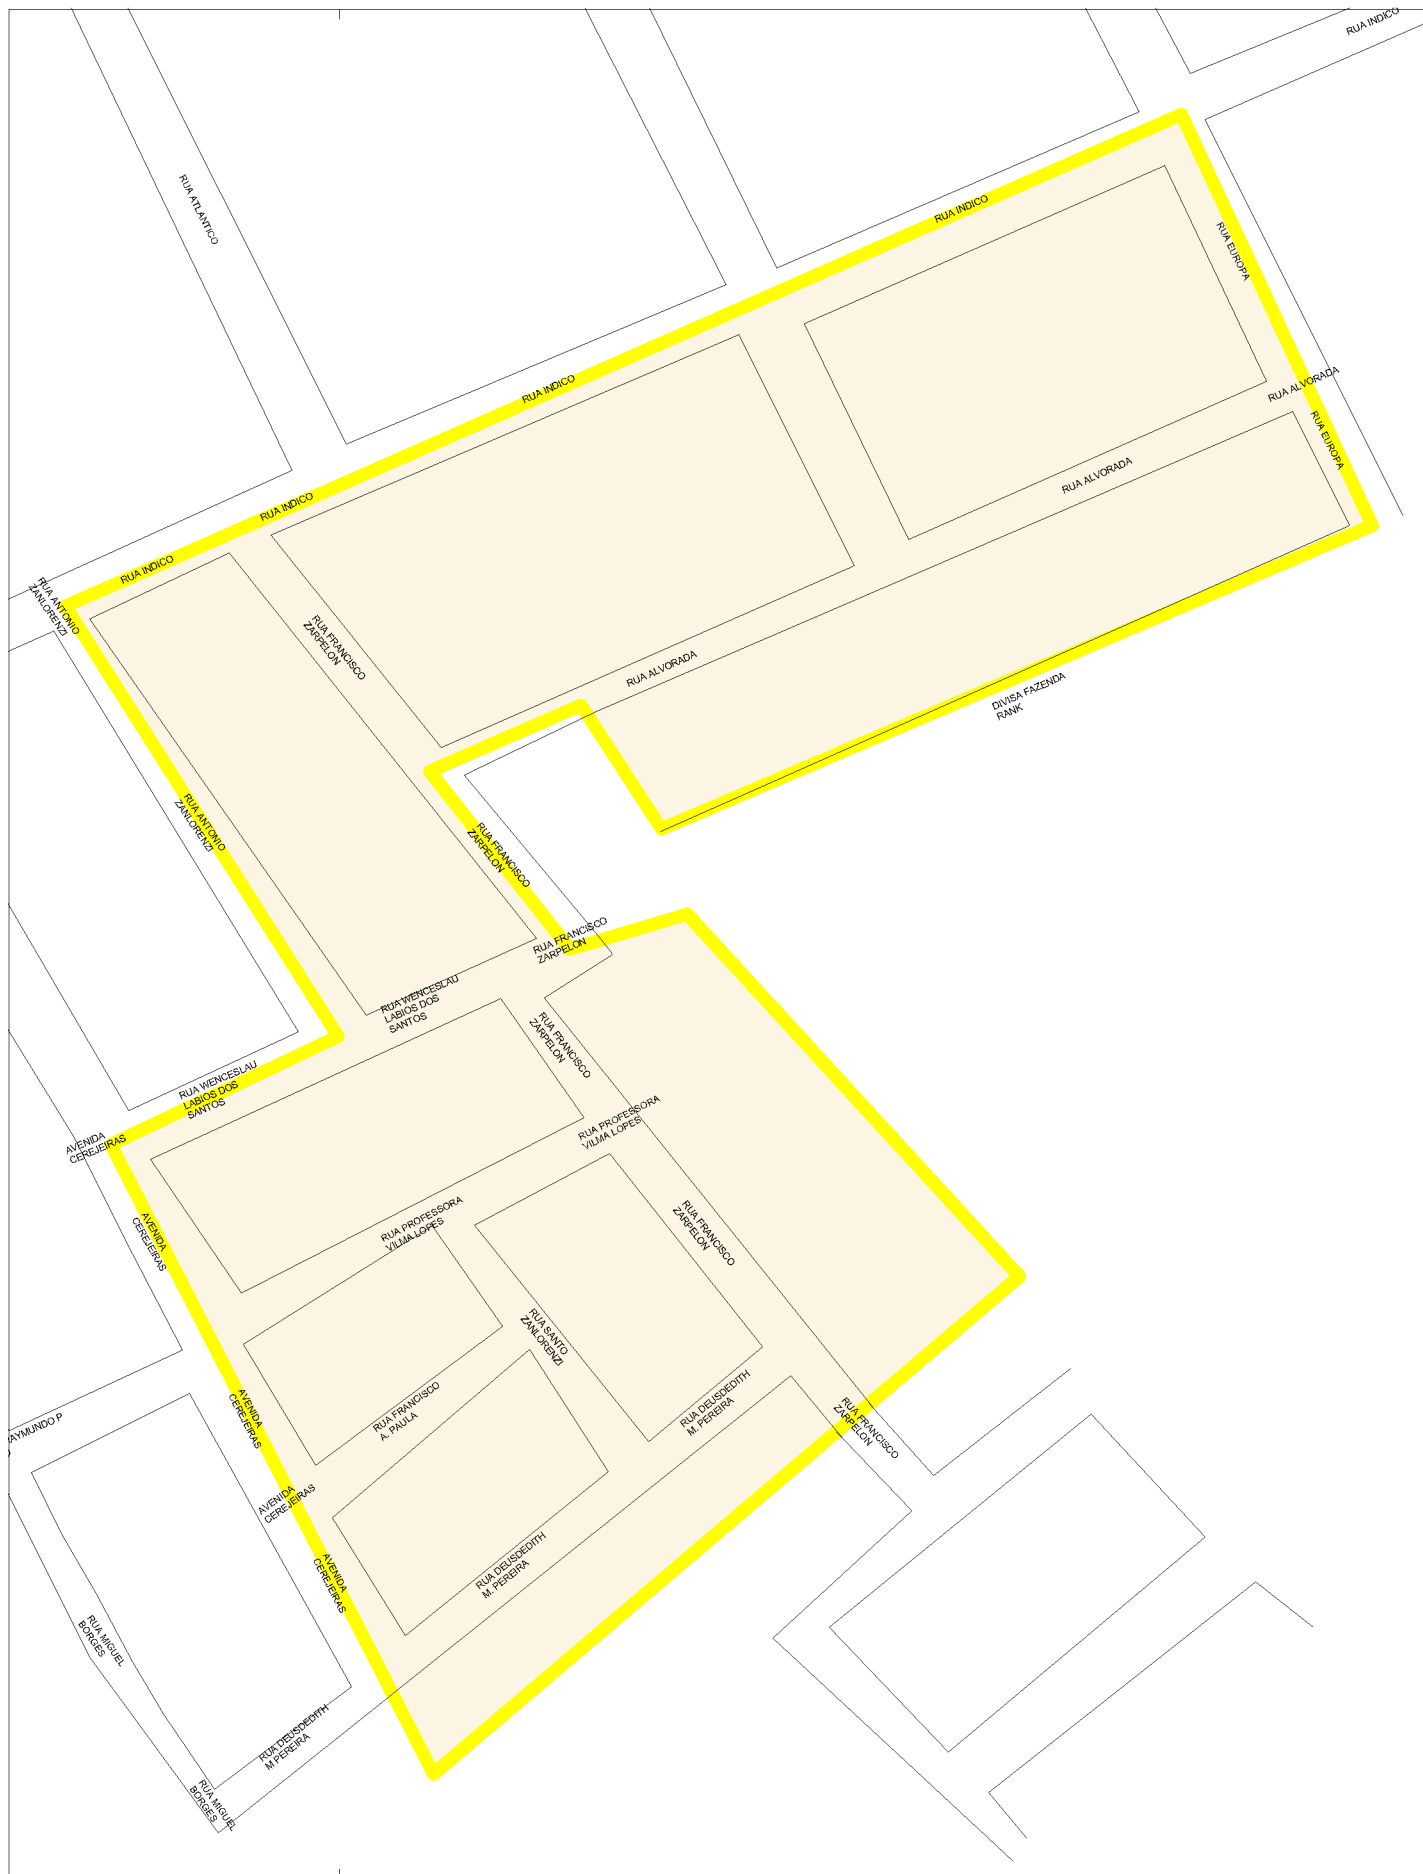 RUA INDICO
RUA ATLANTICO
RUA INDICO
RUA EUROPA
RUA INDICO
RUA ALVORADA
RUA EUROPA
RUA ALVORADA
RUA INDICO
RUA INDICO
RUA ANTONIO
ZANLORENZI
RUA FRANCISCO
ZARPELON
RUA ALVORADA
DIVISA FAZENDA
RANK
RUA ANTONIO
ZANLORENZI
RUA FRANCISCO
ZARPELON
RUA FRANCISCO
ZARPELON
RUA WENCESLAU
LABIOS DOS
SANTOS
RUA FRANCISCO
ZARPELON
RUA WENCESLAU
LABIOS DOS
SANTOS
RUA PROFESSORA
VILMA LOPES
AVENIDA
CEREJEIRAS
RUA PROFESSORA
VILMA LOPES
RUA FRANCISCO
ZARPELON
AVENIDA
CEREJEIRAS
RUA SANTO
ZANLORENZI
RUA FRANCISCO
A. PAULA
RUA DEUSDEDITH
M. PEREIRA
RUA FRANCISCO
ZARPELON
AVENIDA
CEREJEIRAS
AYMUNDO P
AVENIDA
CEREJEIRAS
RUA DEUSDEDITH
M. PEREIRA
AVENIDA
CEREJEIRAS
RUA MIGUEL
BORGES
RUA DEUSDEDITH
M PEREIRA
RUA MIGUEL
BORGES